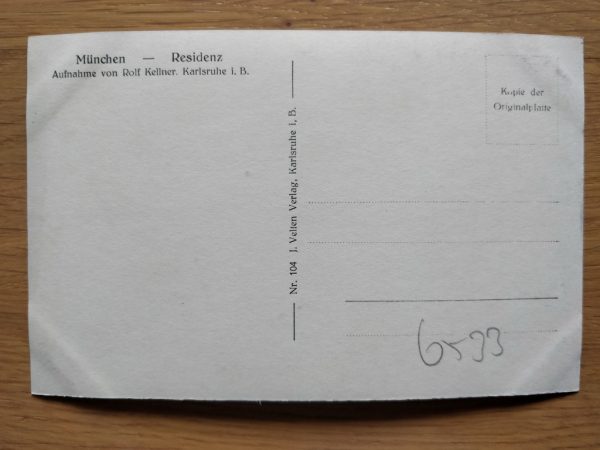 München — Residenz
Aufnahme von Rolf Kellner. Karlsruhe i. B.
Nr. 104 J. Velten Verlag, Karlsruhe i. B.
Kopie der
Originalplatte
6533